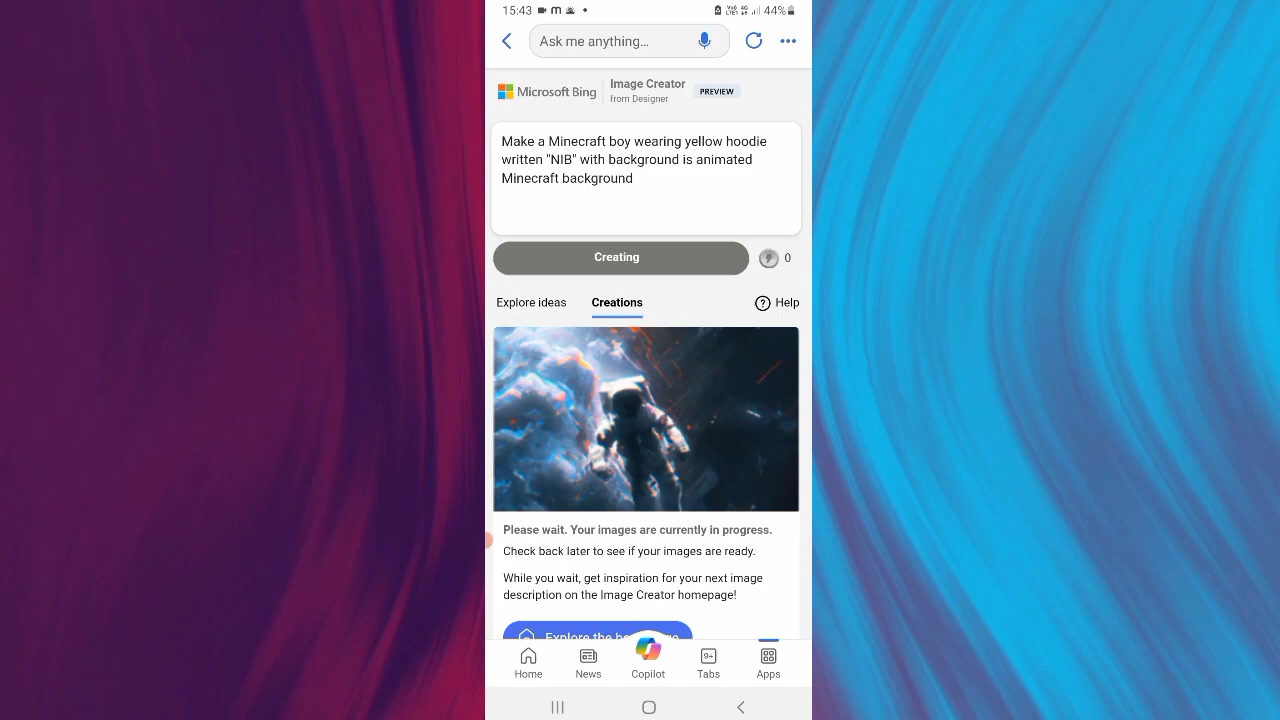 15:43
44%
Ask me anything...
Microsoft Bing
Image Creator
from Designer
PREVIEW
Make a Minecraft boy wearing yellow hoodie
written "NIB" with background is animated
Minecraft background
Creating
0
Explore ideas
Creations
Help
Please wait. Your images are currently in progress.
Check back later to see if your images are ready.
While you wait, get inspiration for your next image
description on the Image Creator homepage!
Explore the
9+
Home
News
Copilot
Tabs
Apps